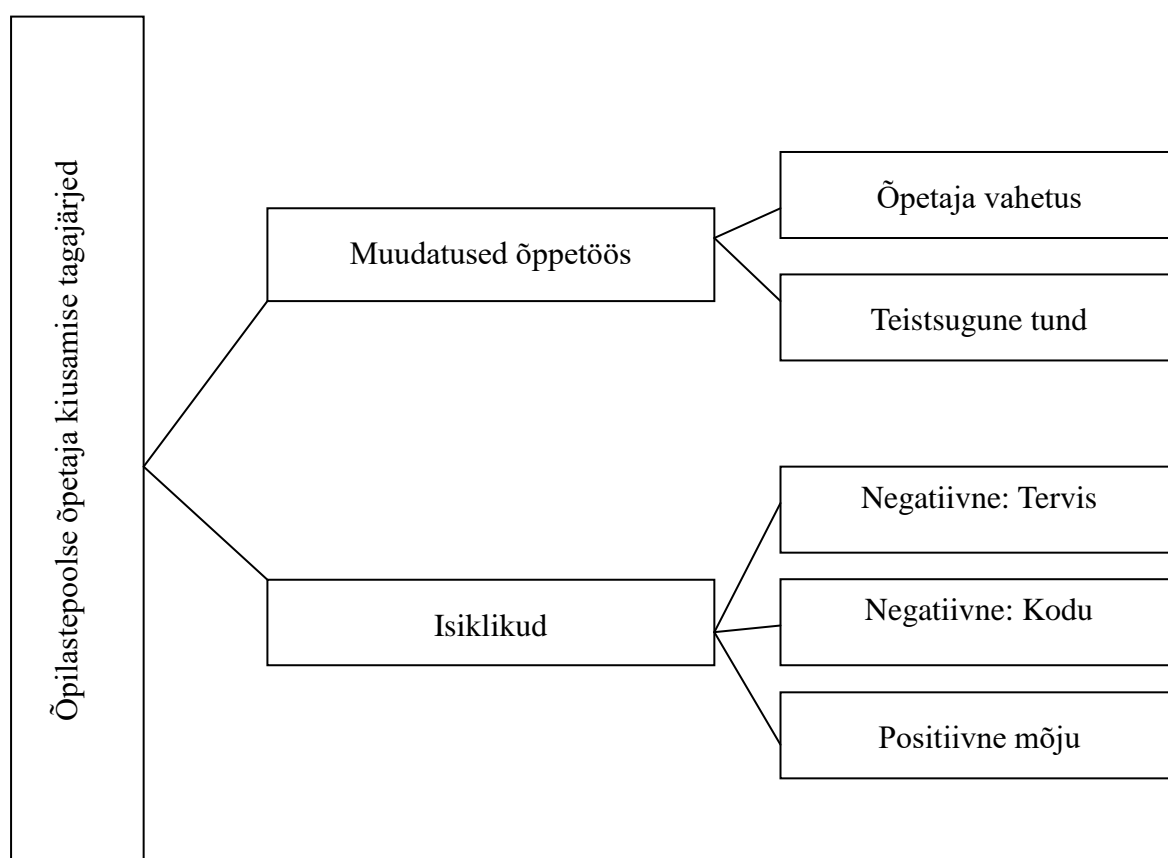 Õpilastepoolse õpetaja kiusamise tagajärjed
Muudatused õppetöös
Õpetaja vahetus
Teistsugune tund
Isiklikud
Negatiivne: Tervis
Negatiivne: Kodu
Positiivne mõju